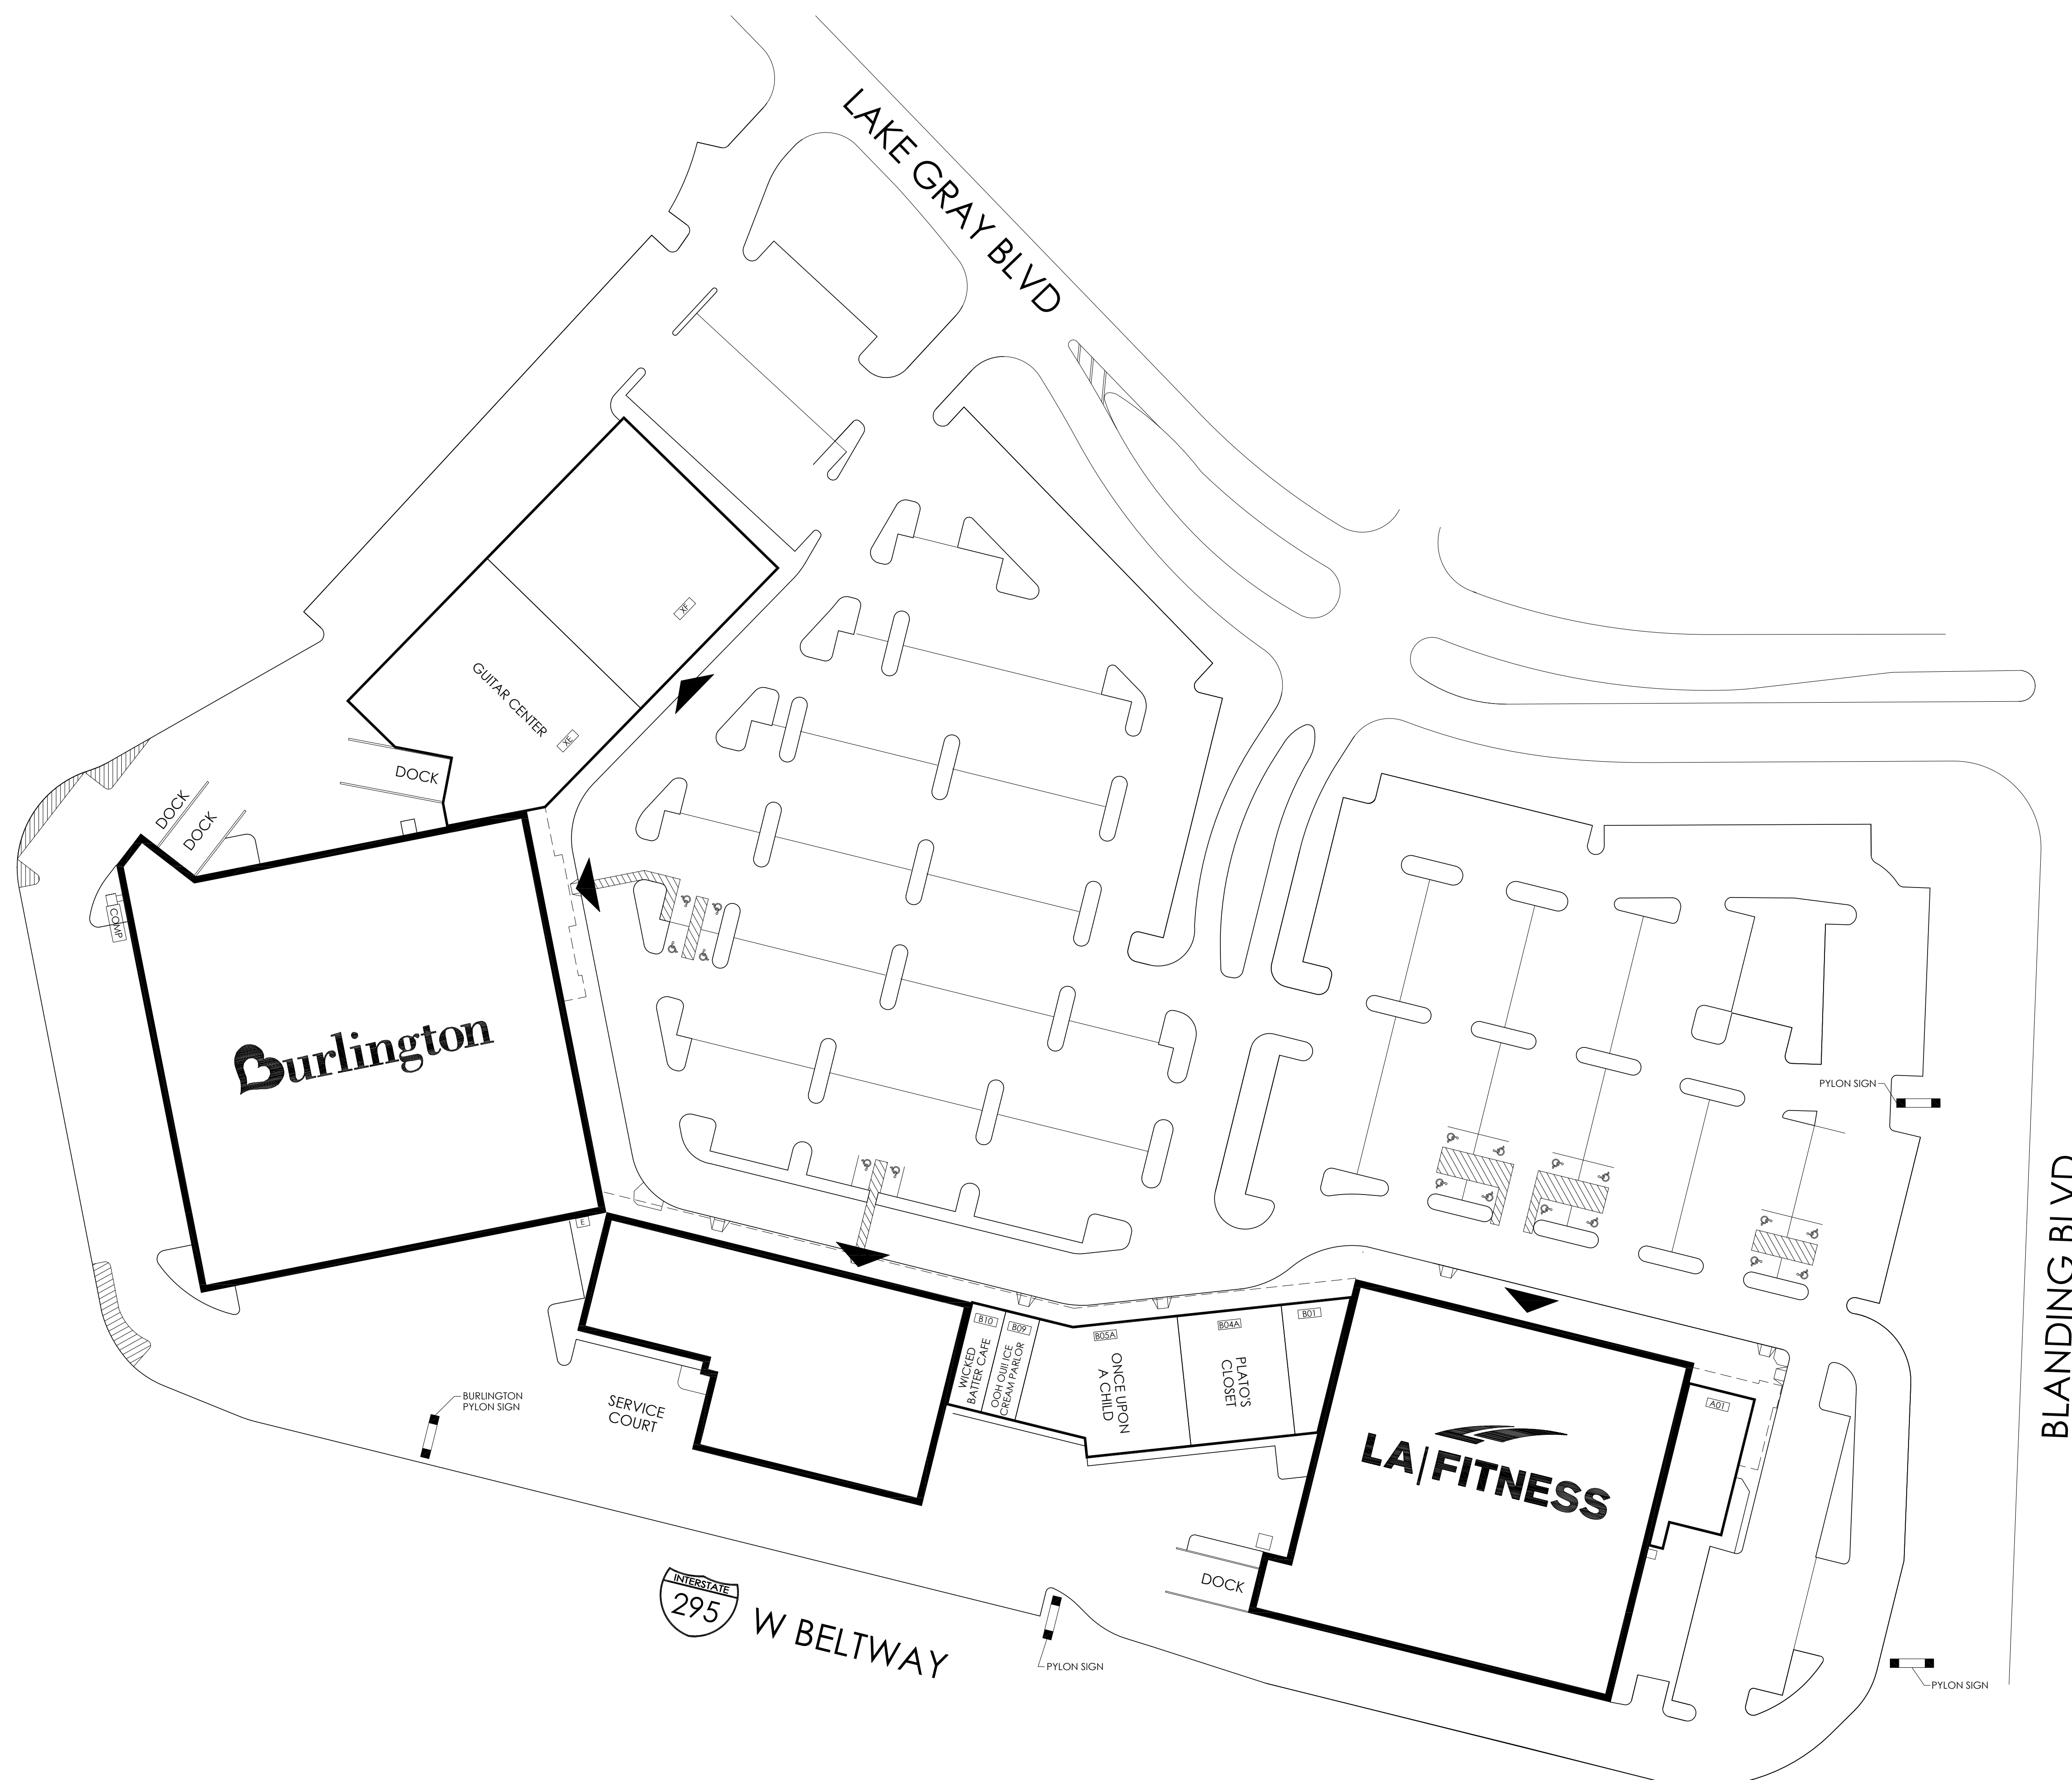 LAKE GRAY BLVD
XF
GUITAR CENTER
XE
DOCK
DOCK
DOCK
COMP
Burlington
PYLON SIGN
BLANDING BLVD
E
B10
WICKED
BATTER CAFE
B09
OOH OUI! ICE
CREAM PARLOR
B05A
ONCE UPON
A CHILD
B04A
PLATO'S
CLOSET
B01
A01
LA|FITNESS
BURLINGTON
PYLON SIGN
SERVICE
COURT
DOCK
INTERSTATE
295
W BELTWAY
PYLON SIGN
PYLON SIGN